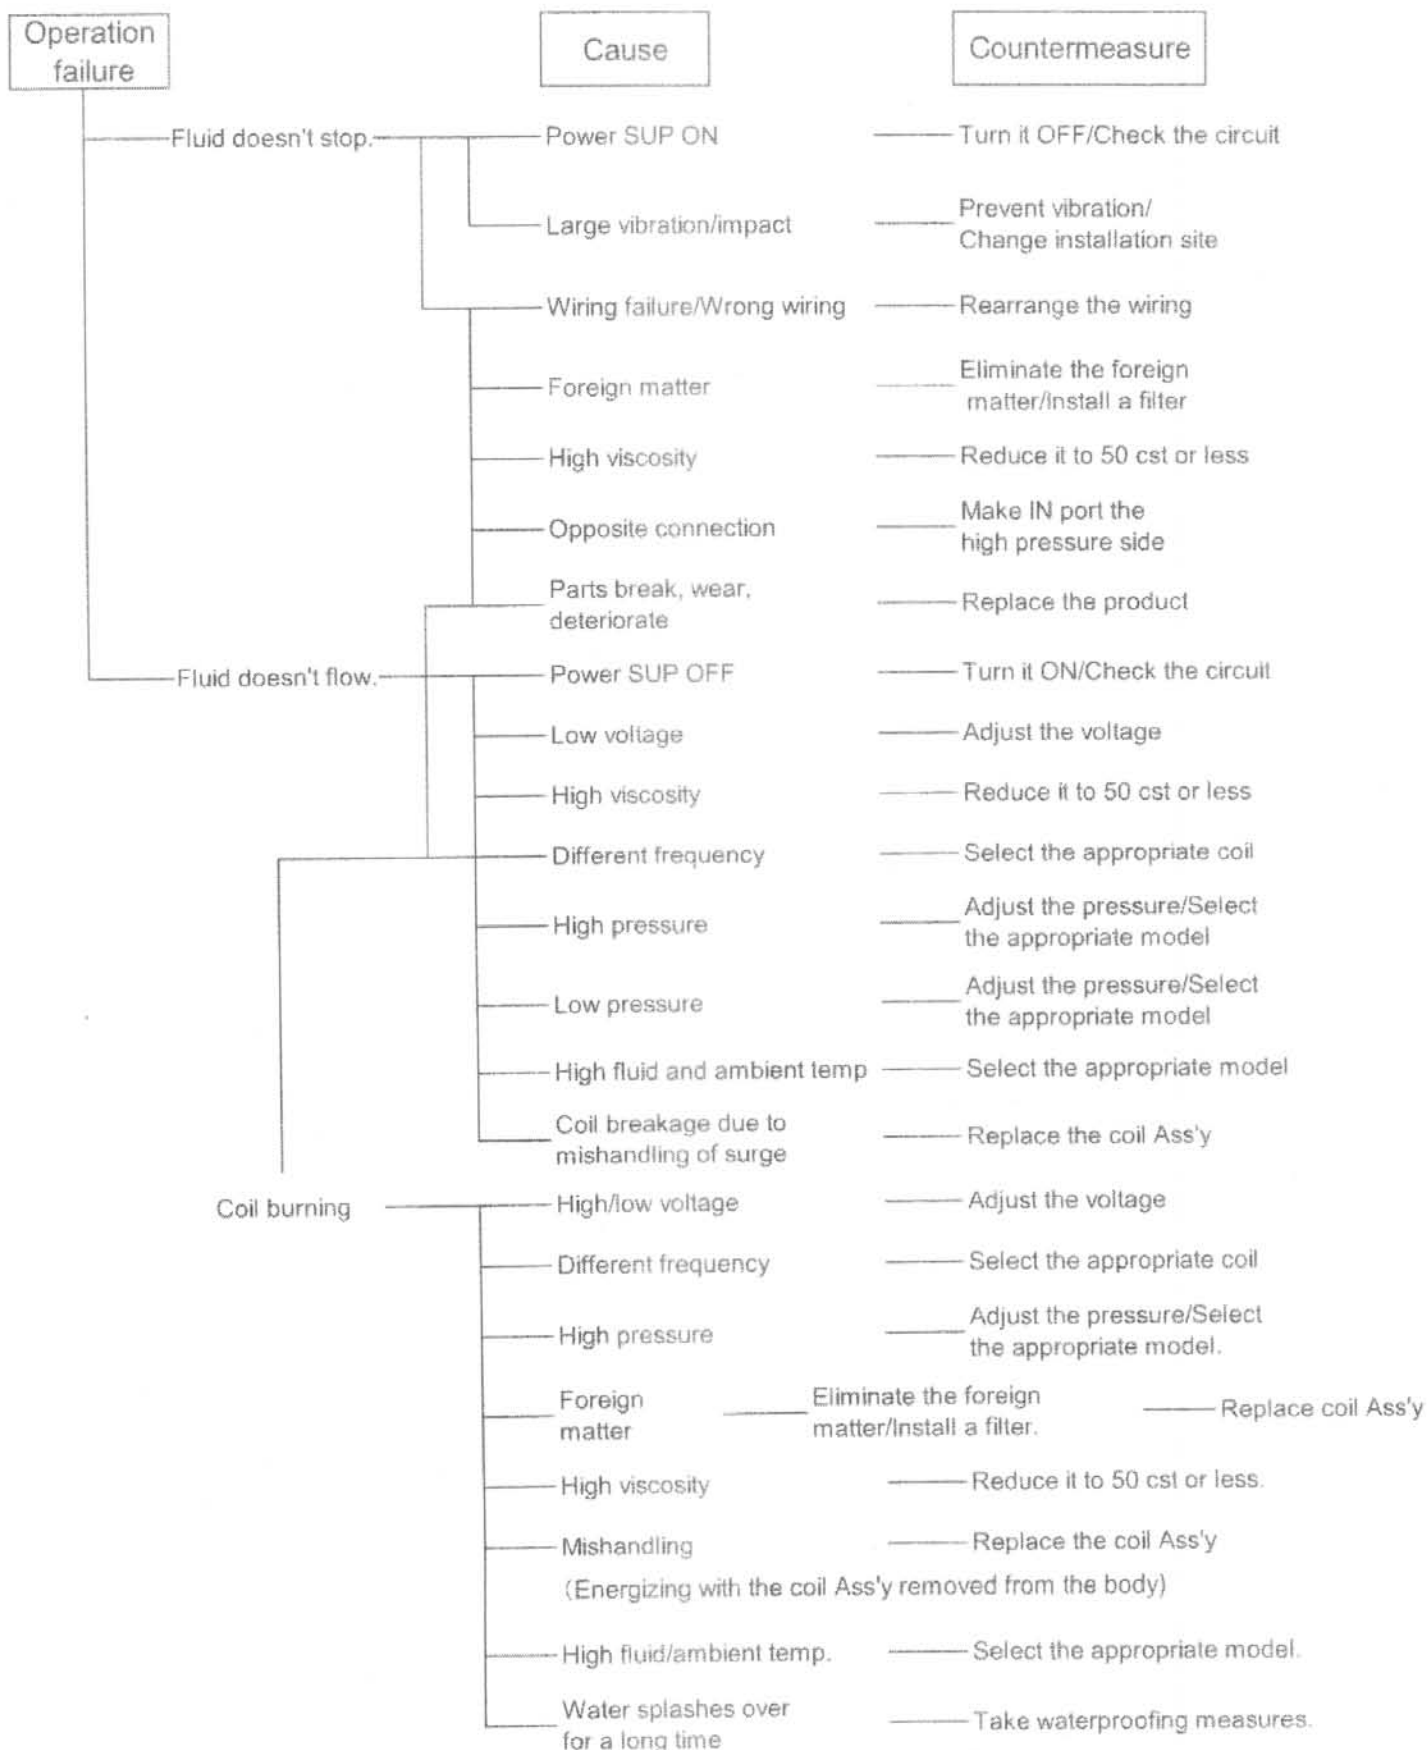 Operation
failure
Cause
Countermeasure
Fluid doesn't stop.
Power SUP ON
Turn it OFF/Check the circuit
Large vibration/impact
Prevent vibration/
Change installation site
Wiring failure/Wrong wiring
Rearrange the wiring
Foreign matter
Eliminate the foreign
matter/Install a filter
High viscosity
Reduce it to 50 cst or less
Opposite connection
Make IN port the
high pressure side
Parts break, wear,
deteriorate
Replace the product
Fluid doesn't flow.
Power SUP OFF
Turn it ON/Check the circuit
Low voltage
Adjust the voltage
High viscosity
Reduce it to 50 cst or less
Different frequency
Select the appropriate coil
High pressure
Adjust the pressure/Select
the appropriate model
Low pressure
Adjust the pressure/Select
the appropriate model
High fluid and ambient temp
Select the appropriate model
Coil breakage due to
mishandling of surge
Replace the coil Ass'y
Coil burning
High/low voltage
Adjust the voltage
Different frequency
Select the appropriate coil
High pressure
Adjust the pressure/Select
the appropriate model.
Foreign
matter
Eliminate the foreign
matter/Install a filter.
Replace coil Ass'y
High viscosity
Reduce it to 50 cst or less.
Mishandling
Replace the coil Ass'y
(Energizing with the coil Ass'y removed from the body)
High fluid/ambient temp.
Select the appropriate model.
Water splashes over
for a long time
Take waterproofing measures.